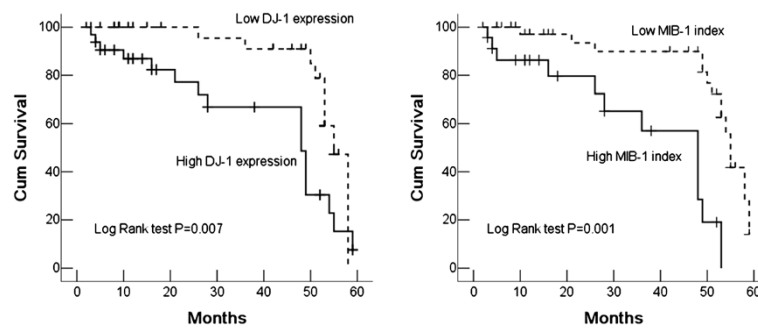 Low DJ-1 expression
100
80
60
40
20
0
Cum Survival
High DJ-1 expression
Log Rank test P=0.007
0 10 20 30 40 50 60
Months
Low MIB-1 index
100
80
60
40
20
0
Cum Survival
High MIB-1 index
Log Rank test P=0.001
0 10 20 30 40 50 60
Months